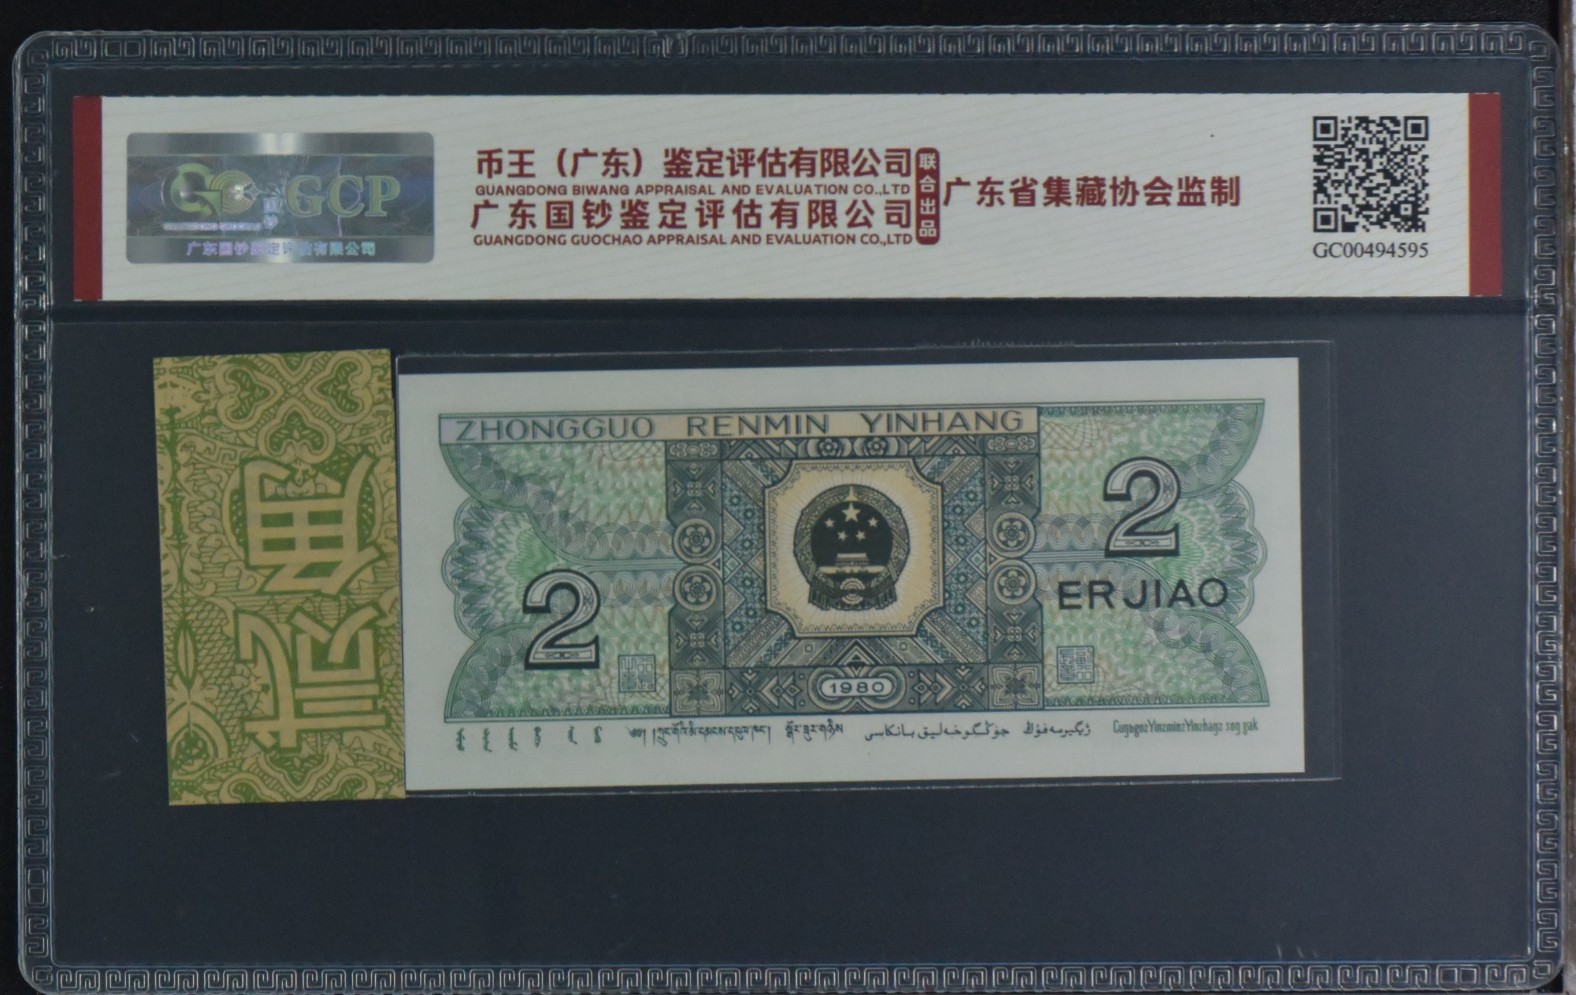 GCP
广东国钞鉴定评估有限公司
币王（广东）鉴定评估有限公司
GUANGDONG BIWANG APPRAISAL AND EVALUATION CO.,LTD
广东国钞鉴定评估有限公司
GUANGDONG GUOCHAO APPRAISAL AND EVALUATION CO.,LTD
联合出品
广东省集藏协会监制
GC00494595
ZHONGGUO RENMIN YINHANG
2
ERJIAO
2
1980